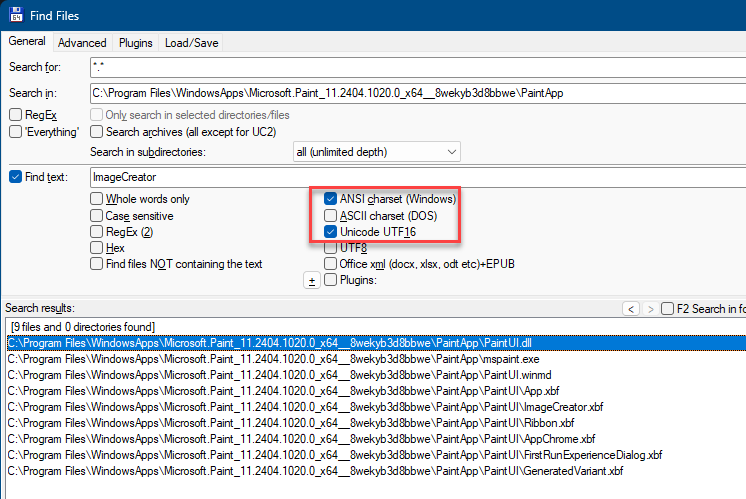 64
Find Files
General Advanced Plugins Load/Save
Search for: *.*
Search in: C:\Program Files\WindowsApps\Microsoft.Paint_11.2404.1020.0_x64__8wekyb3d8bbwe\PaintApp
RegEx Only search in selected directories/files
'Everything' Search archives (all except for UC2)
Search in subdirectories: all (unlimited depth)
Find text: ImageCreator
Whole words only ANSI charset (Windows)
Case sensitive ASCII charset (DOS)
RegEx (2) Unicode UTF16
Hex UTF8
Find files NOT containing the text Office xml (docx, xlsx, odt etc)+EPUB
+ Plugins:
Search results: < > F2 Search in fo
[9 files and 0 directories found]
C:\Program Files\WindowsApps\Microsoft.Paint_11.2404.1020.0_x64__8wekyb3d8bbwe\PaintApp\PaintUI.dll
C:\Program Files\WindowsApps\Microsoft.Paint_11.2404.1020.0_x64__8wekyb3d8bbwe\PaintApp\mspaint.exe
C:\Program Files\WindowsApps\Microsoft.Paint_11.2404.1020.0_x64__8wekyb3d8bbwe\PaintApp\PaintUI.winmd
C:\Program Files\WindowsApps\Microsoft.Paint_11.2404.1020.0_x64__8wekyb3d8bbwe\PaintApp\PaintUI\App.xbf
C:\Program Files\WindowsApps\Microsoft.Paint_11.2404.1020.0_x64__8wekyb3d8bbwe\PaintApp\PaintUI\ImageCreator.xbf
C:\Program Files\WindowsApps\Microsoft.Paint_11.2404.1020.0_x64__8wekyb3d8bbwe\PaintApp\PaintUI\Ribbon.xbf
C:\Program Files\WindowsApps\Microsoft.Paint_11.2404.1020.0_x64__8wekyb3d8bbwe\PaintApp\PaintUI\AppChrome.xbf
C:\Program Files\WindowsApps\Microsoft.Paint_11.2404.1020.0_x64__8wekyb3d8bbwe\PaintApp\PaintUI\FirstRunExperienceDialog.xbf
C:\Program Files\WindowsApps\Microsoft.Paint_11.2404.1020.0_x64__8wekyb3d8bbwe\PaintApp\PaintUI\GeneratedVariant.xbf